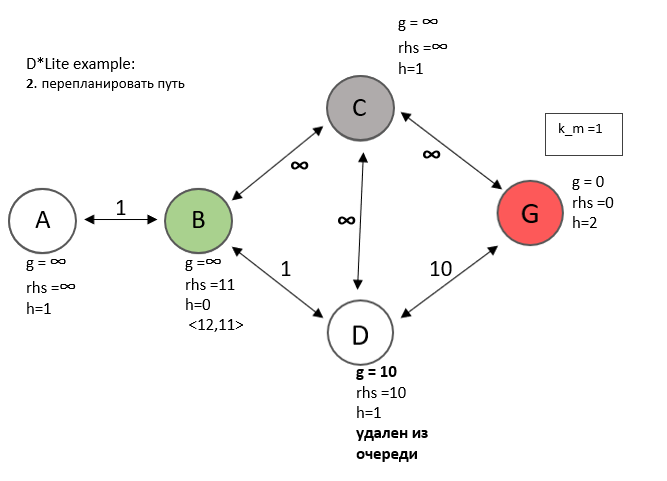 g = ∞
rhs =∞
h=1
D*Lite example:
2. перепланировать путь
C
k_m =1
∞
∞
g = 0
rhs =0
h=2
G
A
1
B
∞
g = ∞
rhs =∞
h=1
g =∞
rhs =11
h=0
<12,11>
1
10
D
g = 10
rhs =10
h=1
удален из
очереди